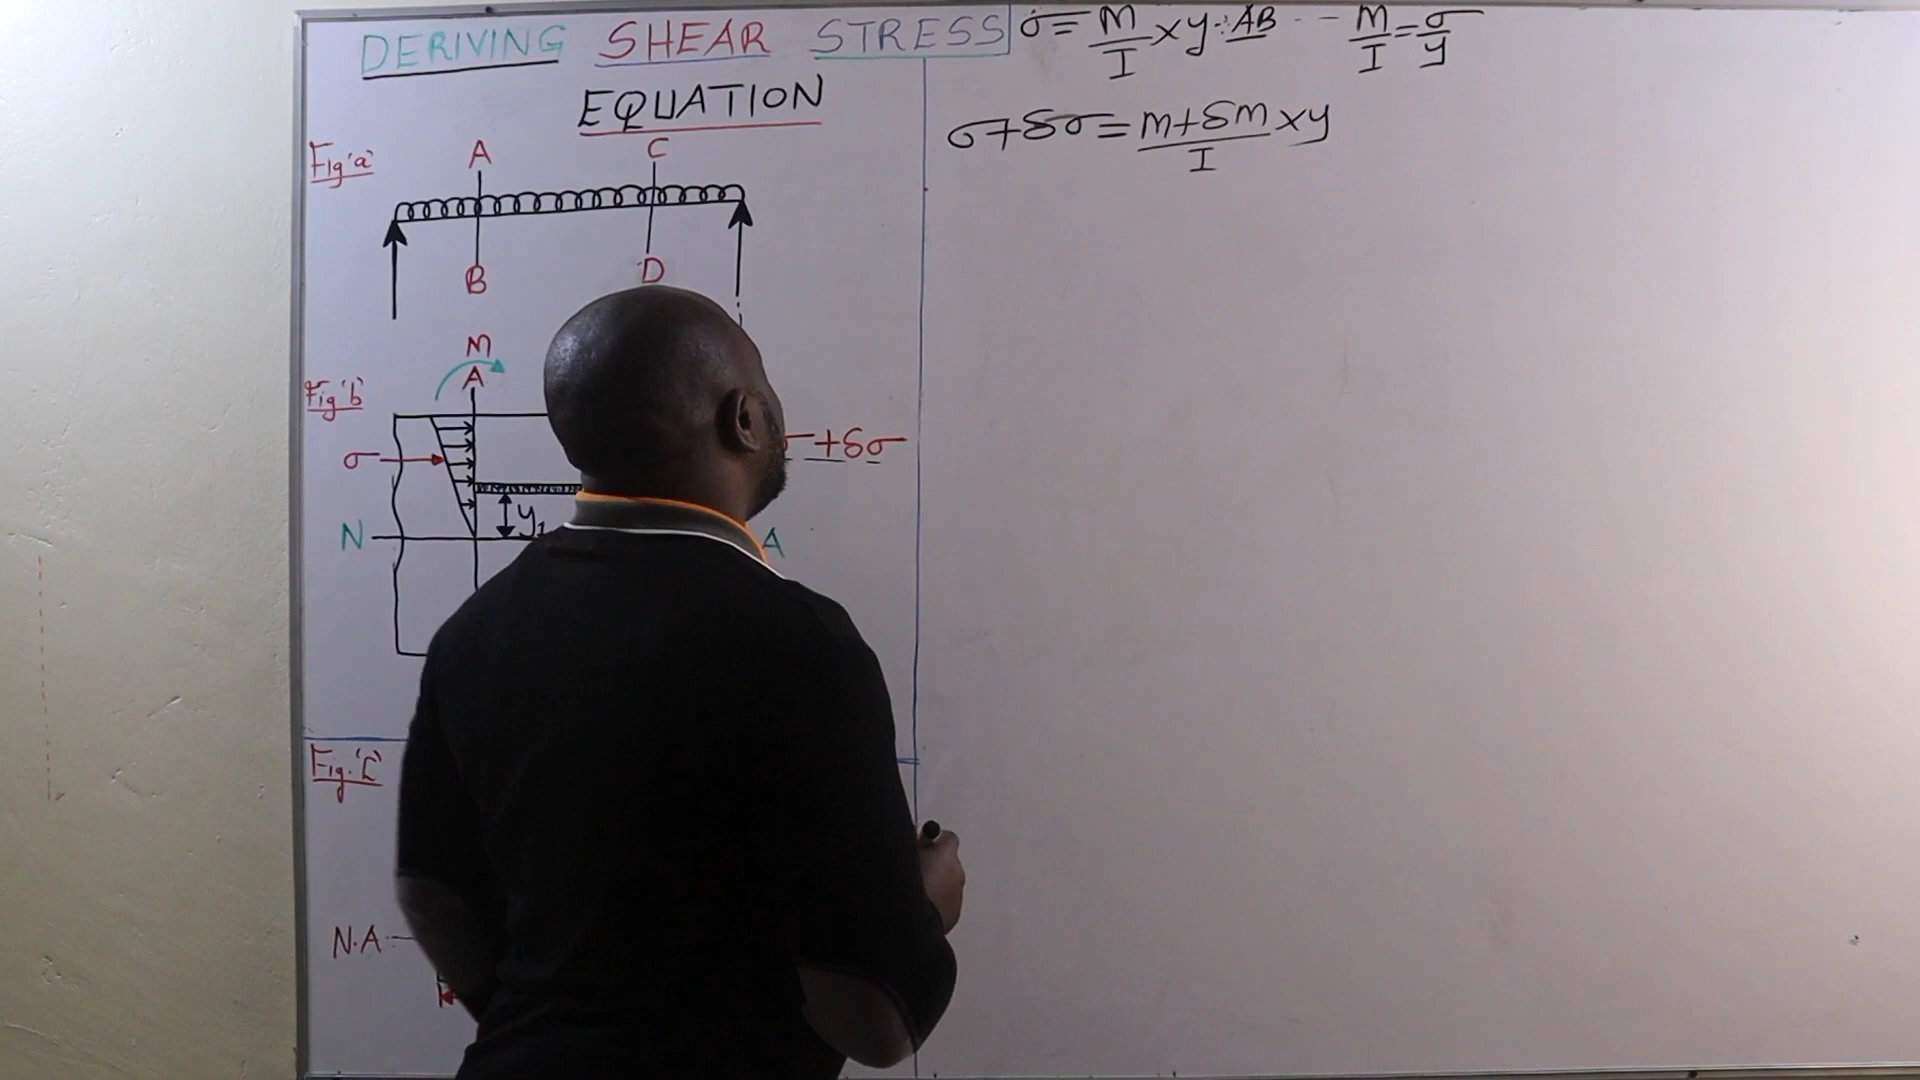 DERIVING SHEAR STRESS
EQUATION
Fig 'a'
A
C
B
D
M
A
Fig 'b'
σ
σ+δσ
y₁
N
A
Fig. 'C'
N.A
σ = M/I × y ∴ AB - - M/I = σ/y
σ+δσ = m+δm/I × y